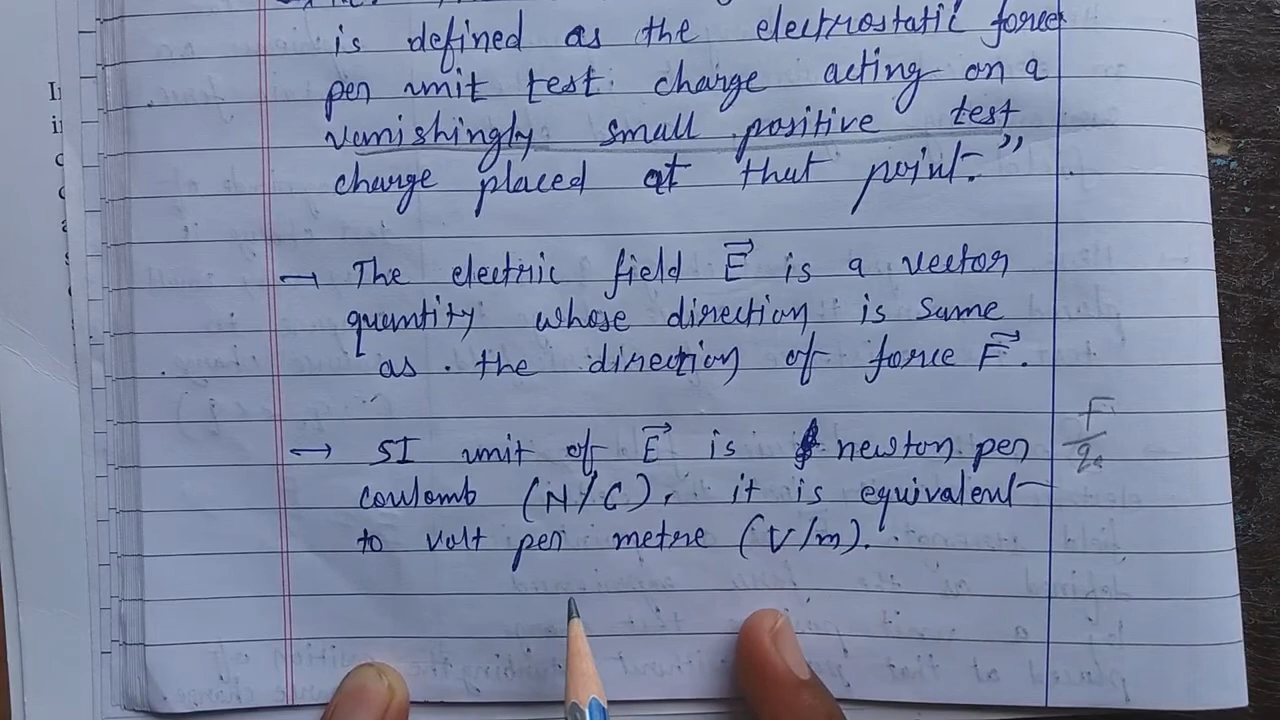 is defined as the electrostatic force
per unit test charge acting on a
vanishingly small positive test
charge placed at that point."
→ The electric field E⃗ is a vector
quantity whose direction is same
as the direction of force F⃗.
→ SI unit of E⃗ is newton per
coulomb (N/C), it is equivalent
to volt per metre (V/m).
F
q₀